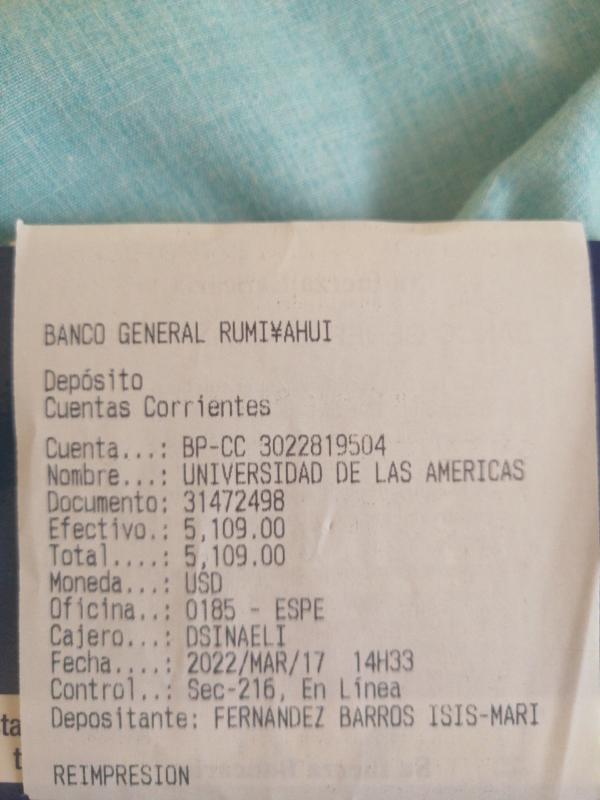 BANCO GENERAL RUMI¥AHUI
Depósito
Cuentas Corrientes
Cuenta...: BP-CC 3022819504
Nombre...: UNIVERSIDAD DE LAS AMERICAS
Documento: 31472498
Efectivo.: 5,109.00
Total....: 5,109.00
Moneda...: USD
Oficina..: 0185 - ESPE
Cajero...: DSINAELI
Fecha....: 2022/MAR/17 14H33
Control..: Sec-216, En Línea
Depositante: FERNANDEZ BARROS ISIS-MARI
REIMPRESION